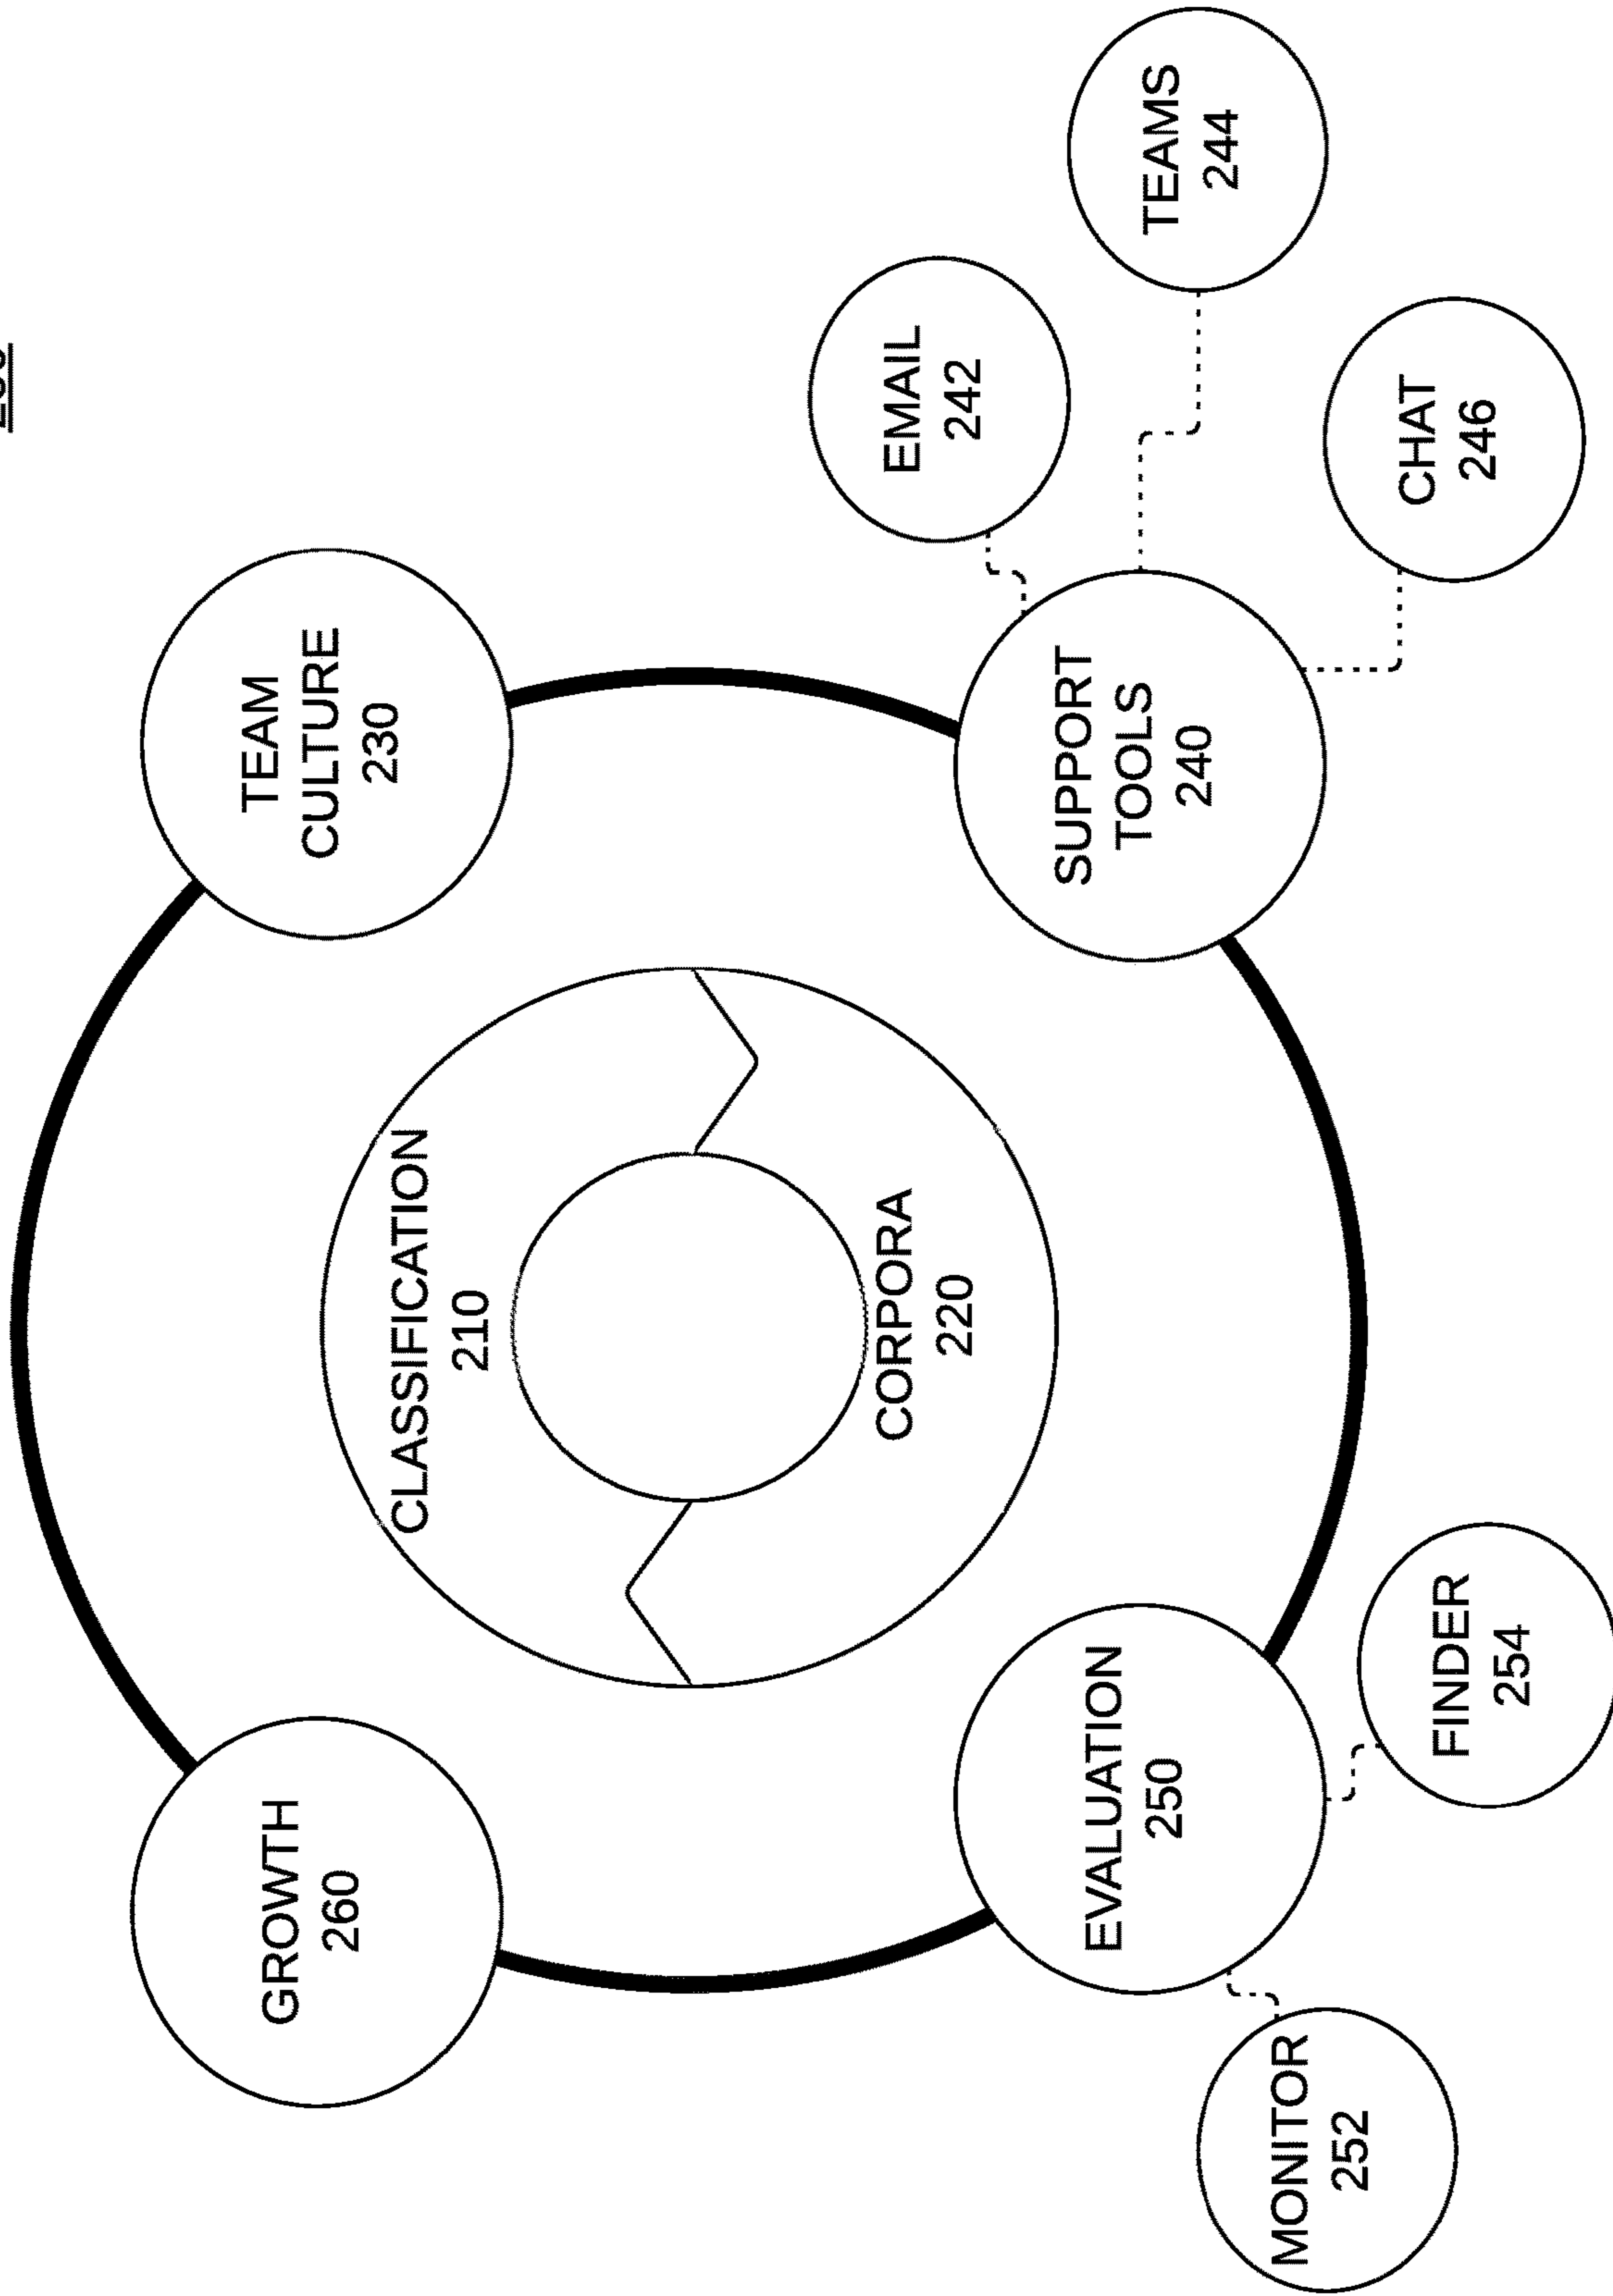 TEAM
CULTURE
230
GROWTH
260
CLASSIFICATION
210
CORPORA
220
EMAIL
242
TEAMS
244
SUPPORT
TOOLS
240
CHAT
246
EVALUATION
250
MONITOR
252
FINDER
254